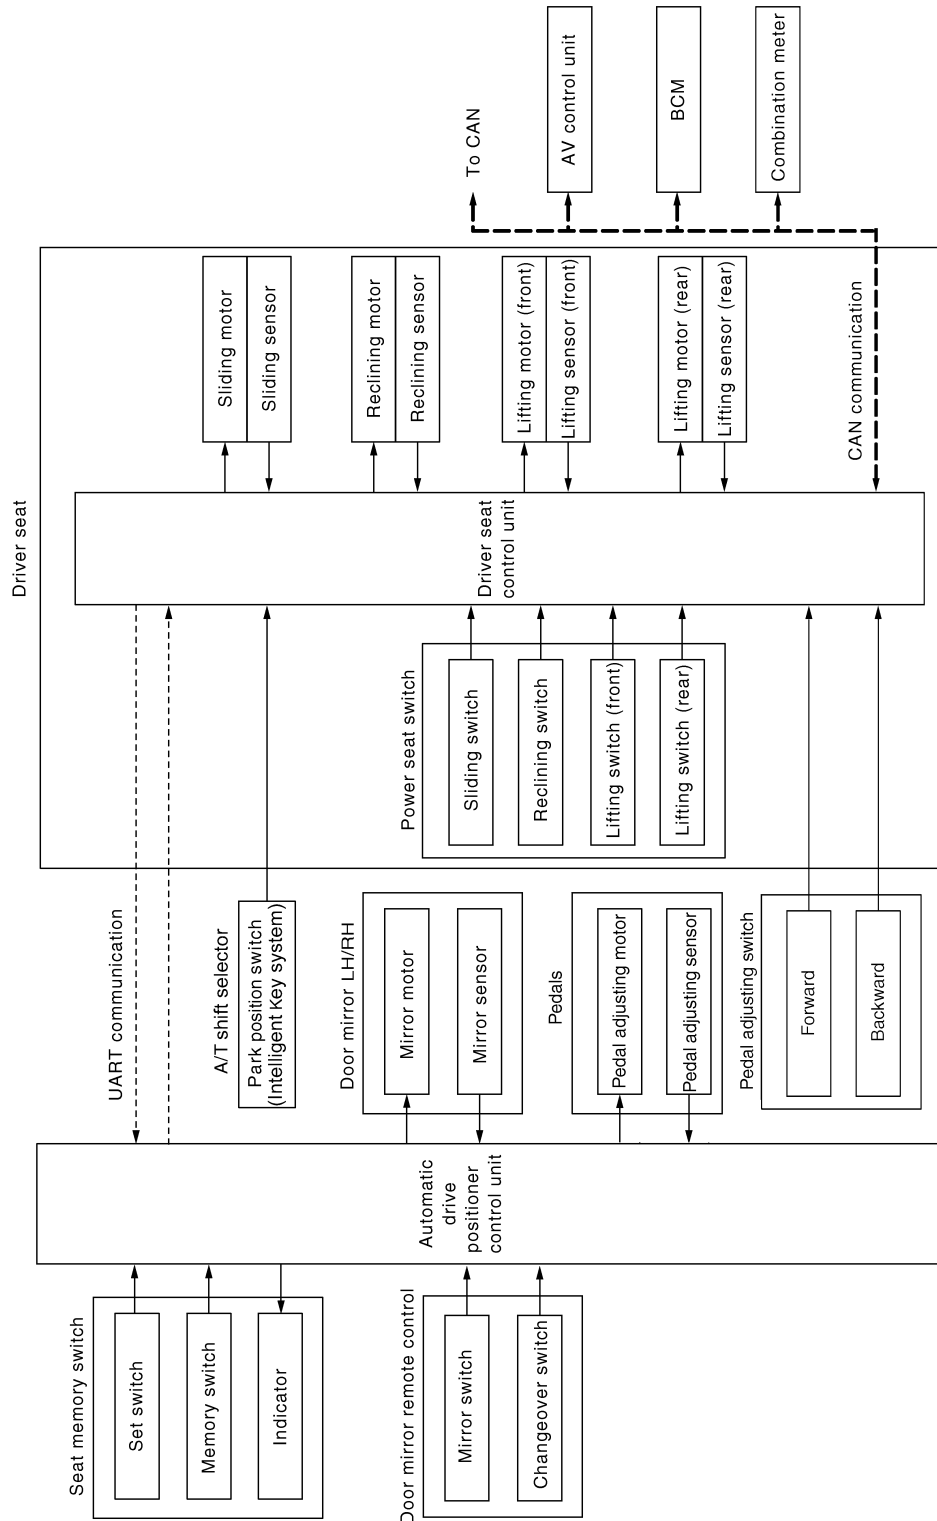 Seat memory switch
Set switch
Memory switch
Indicator
Door mirror remote control
Mirror switch
Changeover switch
Automatic
drive
positioner
control unit
UART communication
A/T shift selector
Park position switch
(Intelligent Key system)
Door mirror LH/RH
Mirror motor
Mirror sensor
Pedals
Pedal adjusting motor
Pedal adjusting sensor
Pedal adjusting switch
Forward
Backward
Driver seat
Power seat switch
Sliding switch
Reclining switch
Lifting switch (front)
Lifting switch (rear)
Driver seat
control unit
Sliding motor
Sliding sensor
Reclining motor
Reclining sensor
Lifting motor (front)
Lifting sensor (front)
Lifting motor (rear)
Lifting sensor (rear)
CAN communication
To CAN
AV control unit
BCM
Combination meter